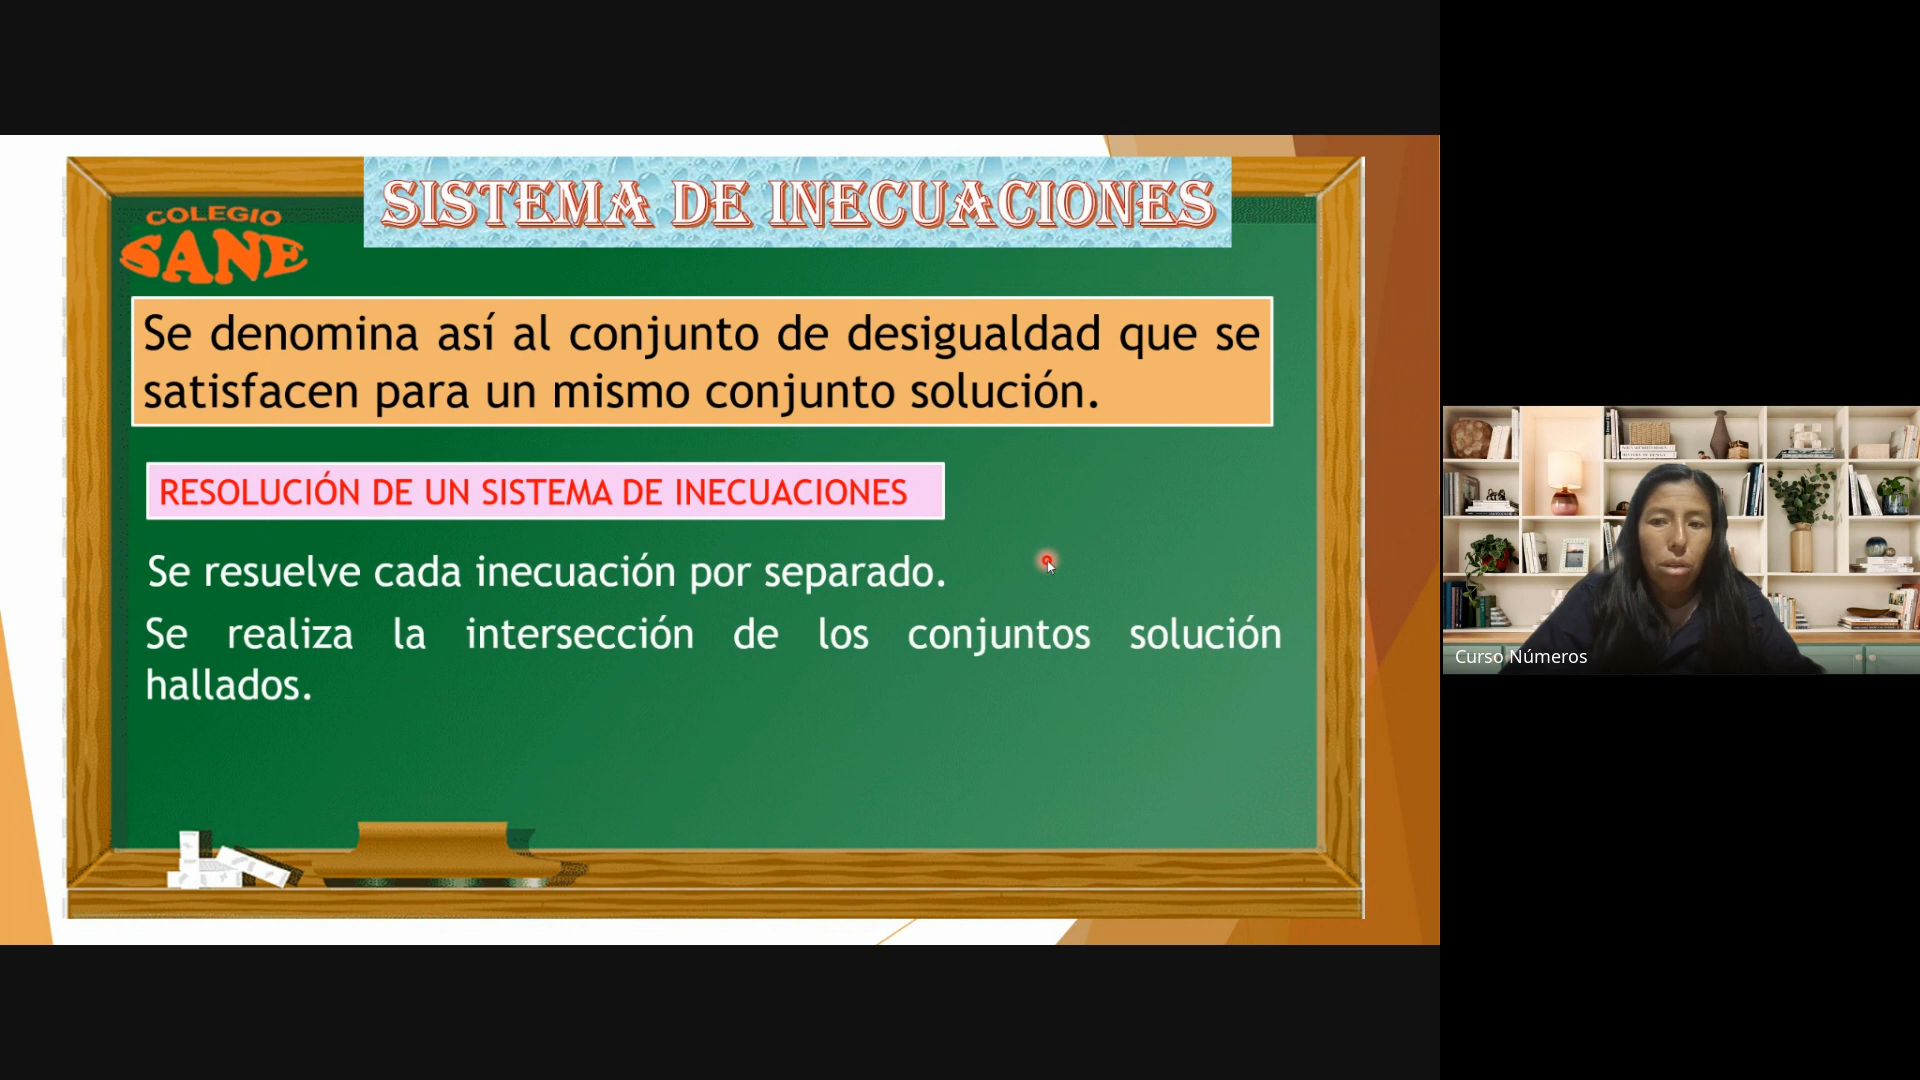 SISTEMA DE INECUACIONES
COLEGIO
SANE
Se denomina así al conjunto de desigualdad que se
satisfacen para un mismo conjunto solución.
RESOLUCIÓN DE UN SISTEMA DE INECUACIONES
Se resuelve cada inecuación por separado.
Se realiza la intersección de los conjuntos solución
hallados.
Curso Números